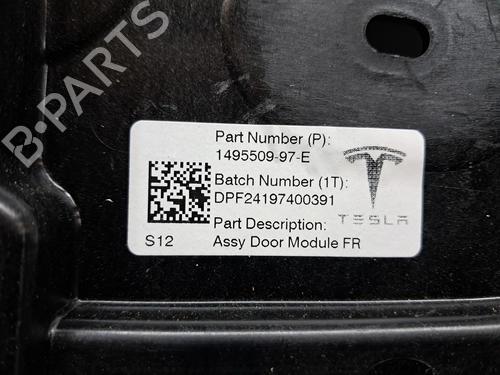 B-PARTS
Part Number (P):
1495509-97-E
Batch Number (1T):
DPF24197400391
TESLA
Part Description:
S12
Assy Door Module FR